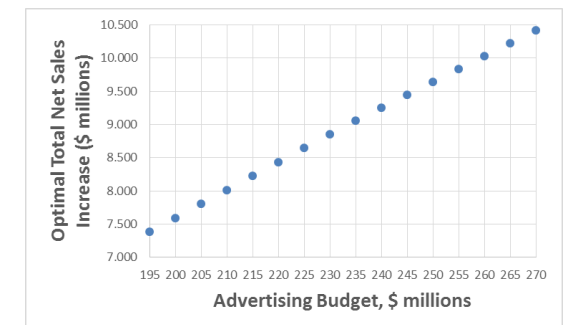 Optimal Total Net Sales
Increase ($ millions)
10.500
10.000
9.500
9.000
8.500
8.000
7.500
7.000
195 200 205 210 215 220 225 230 235 240 245 250 255 260 265 270
Advertising Budget, $ millions